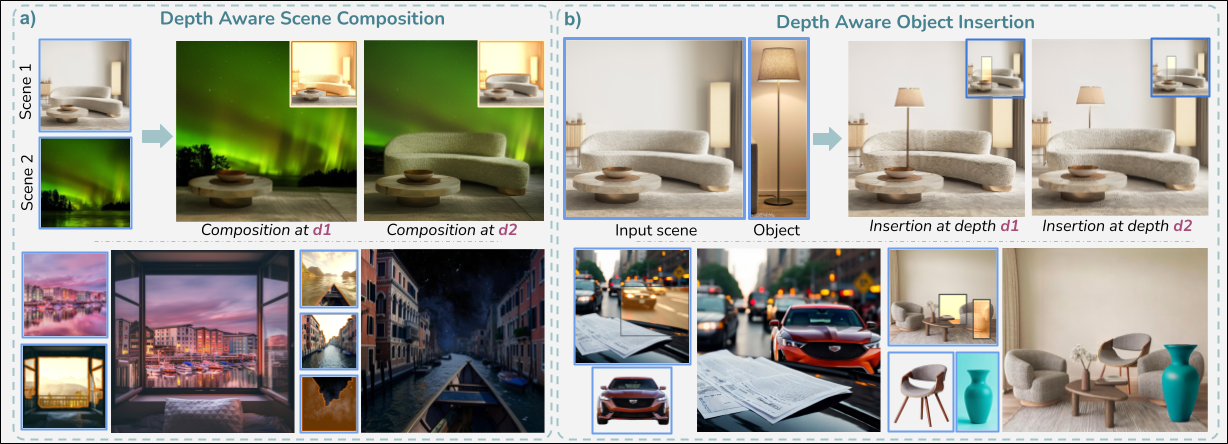 a)
Depth Aware Scene Composition
Scene 1
Scene 2
Composition at d1
Composition at d2
b)
Depth Aware Object Insertion
Input scene
Object
Insertion at depth d1
Insertion at depth d2